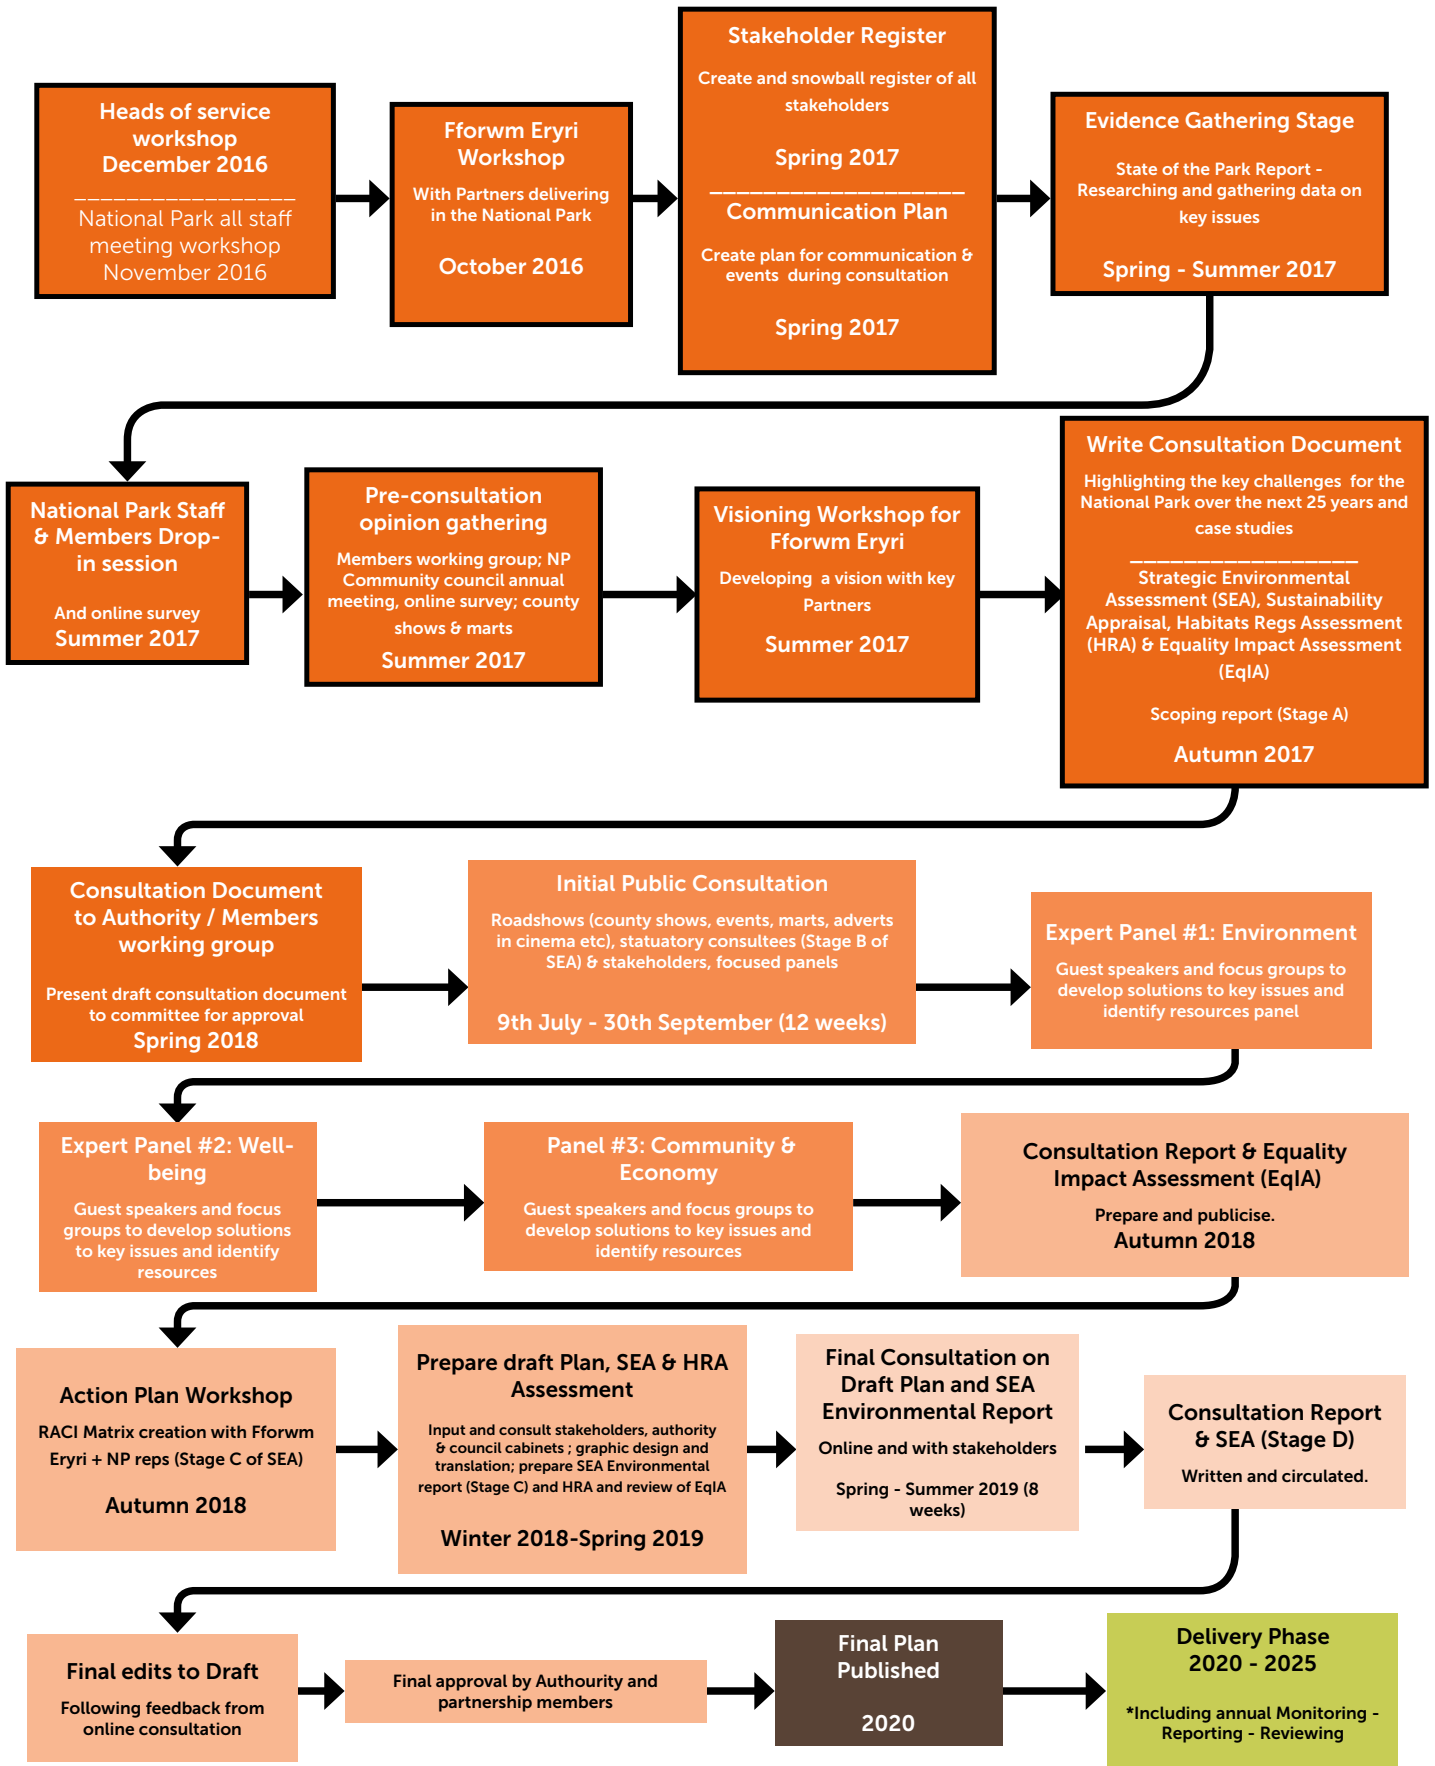 Heads of service
workshop
December 2016
_________________
National Park all staff
meeting workshop
November 2016
Fforwm Eryri
Workshop
With Partners delivering
in the National Park
October 2016
Stakeholder Register
Create and snowball register of all
stakeholders
Spring 2017
___________________
Communication Plan
Create plan for communication &
events during consultation
Spring 2017
Evidence Gathering Stage
State of the Park Report -
Researching and gathering data on
key issues
Spring - Summer 2017
National Park Staff
& Members Drop-
in session
And online survey
Summer 2017
Pre-consultation
opinion gathering
Members working group; NP
Community council annual
meeting, online survey; county
shows & marts
Summer 2017
Visioning Workshop for
Fforwm Eryri
Developing a vision with key
Partners
Summer 2017
Write Consultation Document
Highlighting the key challenges for the
National Park over the next 25 years and
case studies
_________________
Strategic Environmental
Assessment (SEA), Sustainability
Appraisal, Habitats Regs Assessment
(HRA) & Equality Impact Assessment
(EqIA)
Scoping report (Stage A)
Autumn 2017
Consultation Document
to Authority / Members
working group
Present draft consultation document
to committee for approval
Spring 2018
Initial Public Consultation
Roadshows (county shows, events, marts, adverts
in cinema etc), statuatory consultees (Stage B of
SEA) & stakeholders, focused panels
9th July - 30th September (12 weeks)
Expert Panel #1: Environment
Guest speakers and focus groups to
develop solutions to key issues and
identify resources panel
Expert Panel #2: Well-
being
Guest speakers and focus
groups to develop solutions
to key issues and identify
resources
Panel #3: Community &
Economy
Guest speakers and focus groups to
develop solutions to key issues and
identify resources
Consultation Report & Equality
Impact Assessment (EqIA)
Prepare and publicise.
Autumn 2018
Action Plan Workshop
RACI Matrix creation with Fforwm
Eryri + NP reps (Stage C of SEA)
Autumn 2018
Prepare draft Plan, SEA & HRA
Assessment
Input and consult stakeholders, authority
& council cabinets ; graphic design and
translation; prepare SEA Environmental
report (Stage C) and HRA and review of EqIA
Winter 2018-Spring 2019
Final Consultation on
Draft Plan and SEA
Environmental Report
Online and with stakeholders
Spring - Summer 2019 (8
weeks)
Consultation Report
& SEA (Stage D)
Written and circulated.
Final edits to Draft
Following feedback from
online consultation
Final approval by Authourity and
partnership members
Final Plan
Published
2020
Delivery Phase
2020 - 2025
*Including annual Monitoring -
Reporting - Reviewing